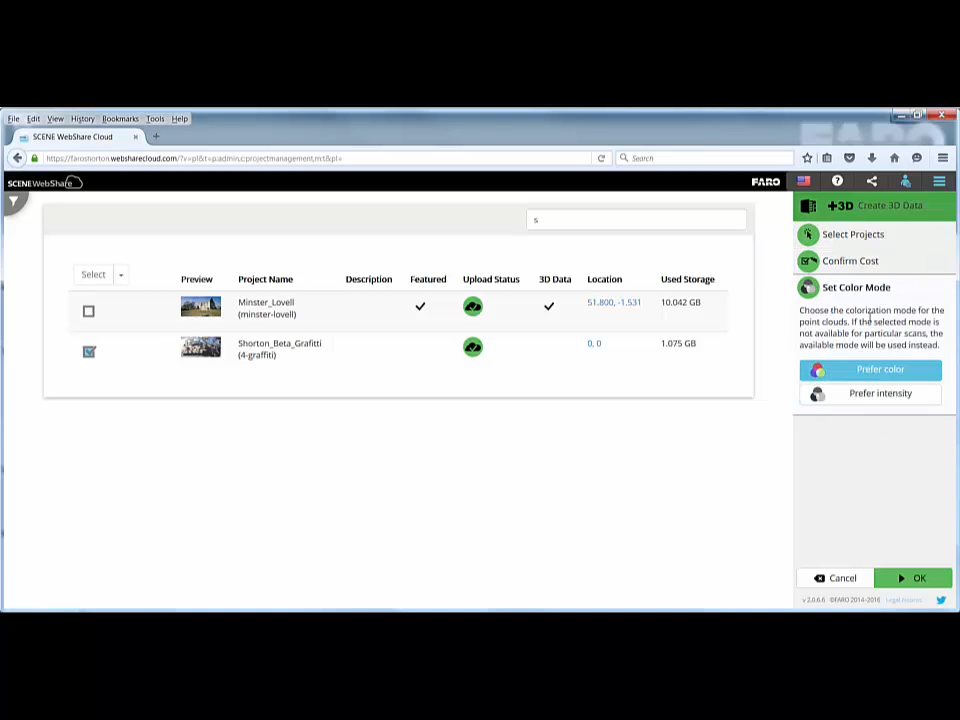 File Edit View History Bookmarks Tools Help
FARO
SCENE WebShare Cloud
https://faroshorton.websharecloud.com/?v=pl&t=p:admin,c:projectmanagement,m:t&pl=
Search
SCENEWebShare
FARO
s
+3D Create 3D Data
Select Projects
Confirm Cost
Set Color Mode
Choose the colorization mode for the
point clouds. If the selected mode is
not available for particular scans, the
available mode will be used instead.
Prefer color
Prefer intensity
Select
Preview Project Name Description Featured Upload Status 3D Data Location Used Storage
Minster_Lovell
(minster-lovell)
51.800, -1.531 10.042 GB
Shorton_Beta_Graffiti
(4-graffiti)
0, 0 1.075 GB
Cancel OK
v 2.0.6.6 ©FARO 2014-2016 Legal Notices